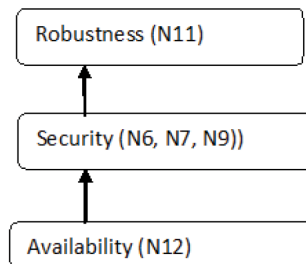 Robustness (N11)
Security (N6, N7, N9))
Availability (N12)